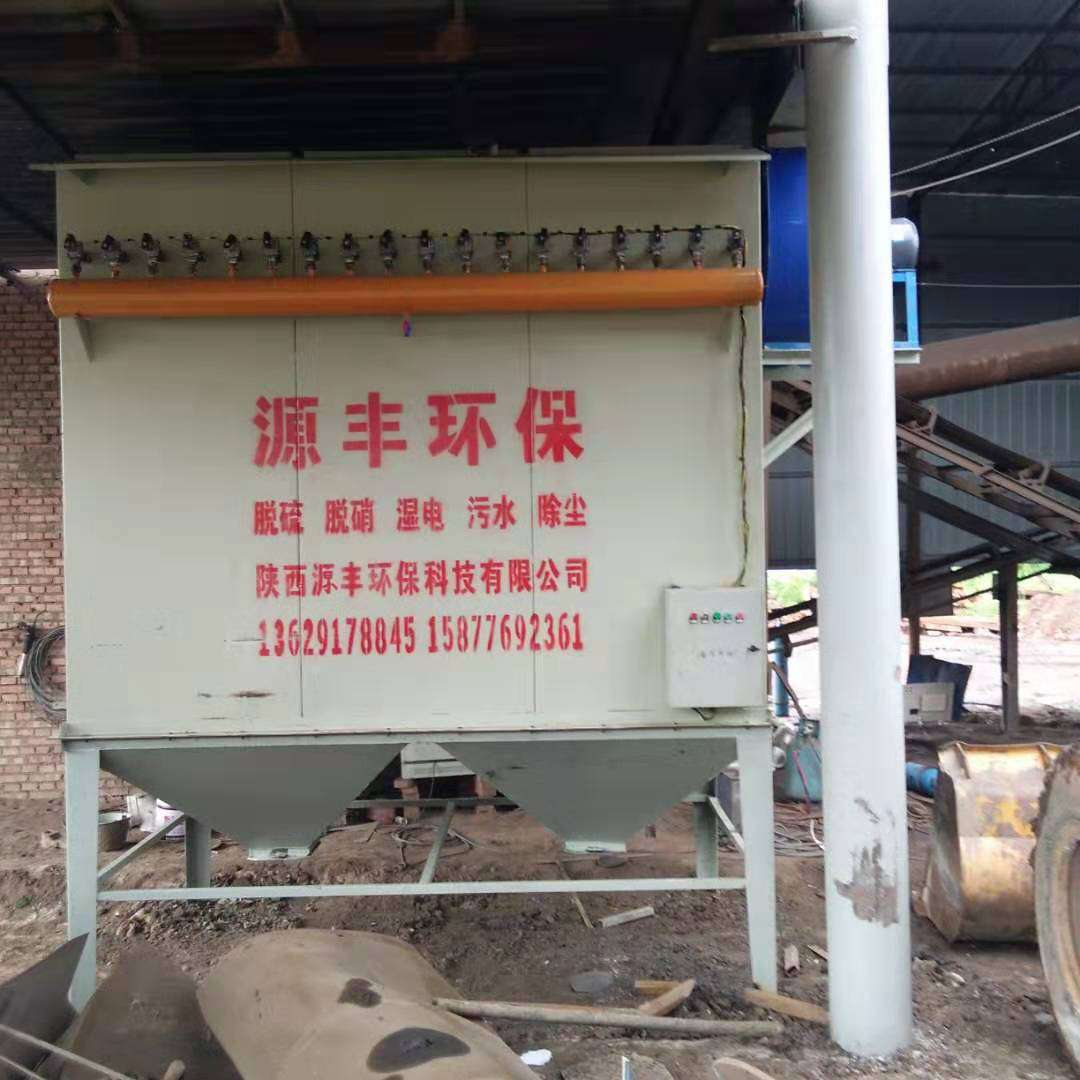 源丰环保
脱硫 脱硝 湿电 污水 除尘
陕西源丰环保科技有限公司
13629178845 15877692361